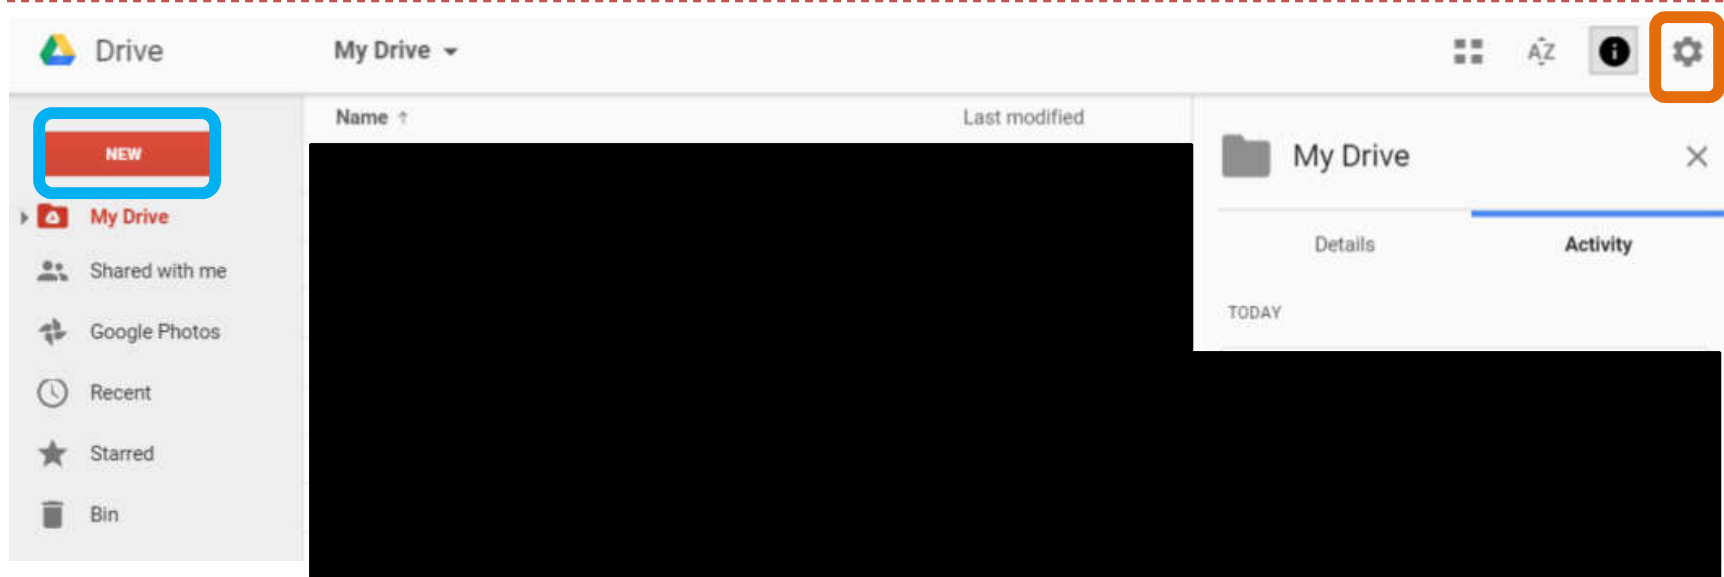 Drive
My Drive
AZ
NEW
My Drive
Shared with me
Google Photos
Recent
Starred
Bin
Name ↑
Last modified
My Drive
Details
Activity
TODAY